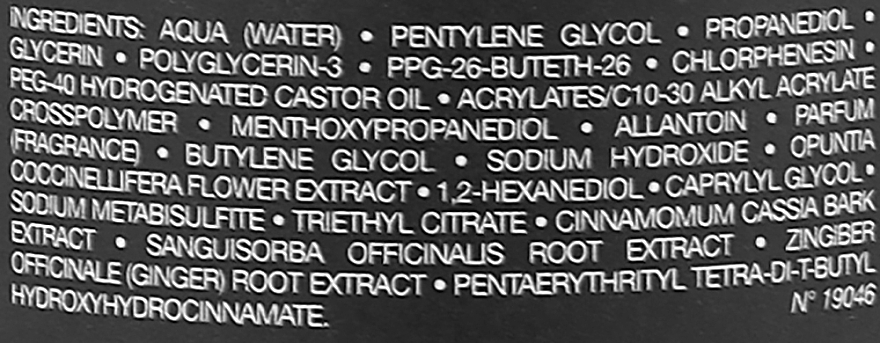 INGREDIENTS: AQUA (WATER) • PENTYLENE GLYCOL • PROPANEDIOL •
GLYCERIN • POLYGLYCERIN-3 • PPG-26-BUTETH-26 • CHLORPHENESIN •
PEG-40 HYDROGENATED CASTOR OIL • ACRYLATES/C10-30 ALKYL ACRYLATE
CROSSPOLYMER • MENTHOXYPROPANEDIOL • ALLANTOIN • PARFUM
(FRAGRANCE) • BUTYLENE GLYCOL • SODIUM HYDROXIDE • OPUNTIA
COCCINELLIFERA FLOWER EXTRACT • 1,2-HEXANEDIOL • CAPRYLYL GLYCOL •
SODIUM METABISULFITE • TRIETHYL CITRATE • CINNAMOMUM CASSIA BARK
EXTRACT • SANGUISORBA OFFICINALIS ROOT EXTRACT • ZINGIBER
OFFICINALE (GINGER) ROOT EXTRACT • PENTAERYTHRITYL TETRA-DI-T-BUTYL
HYDROXYHYDROCINNAMATE. N° 19046